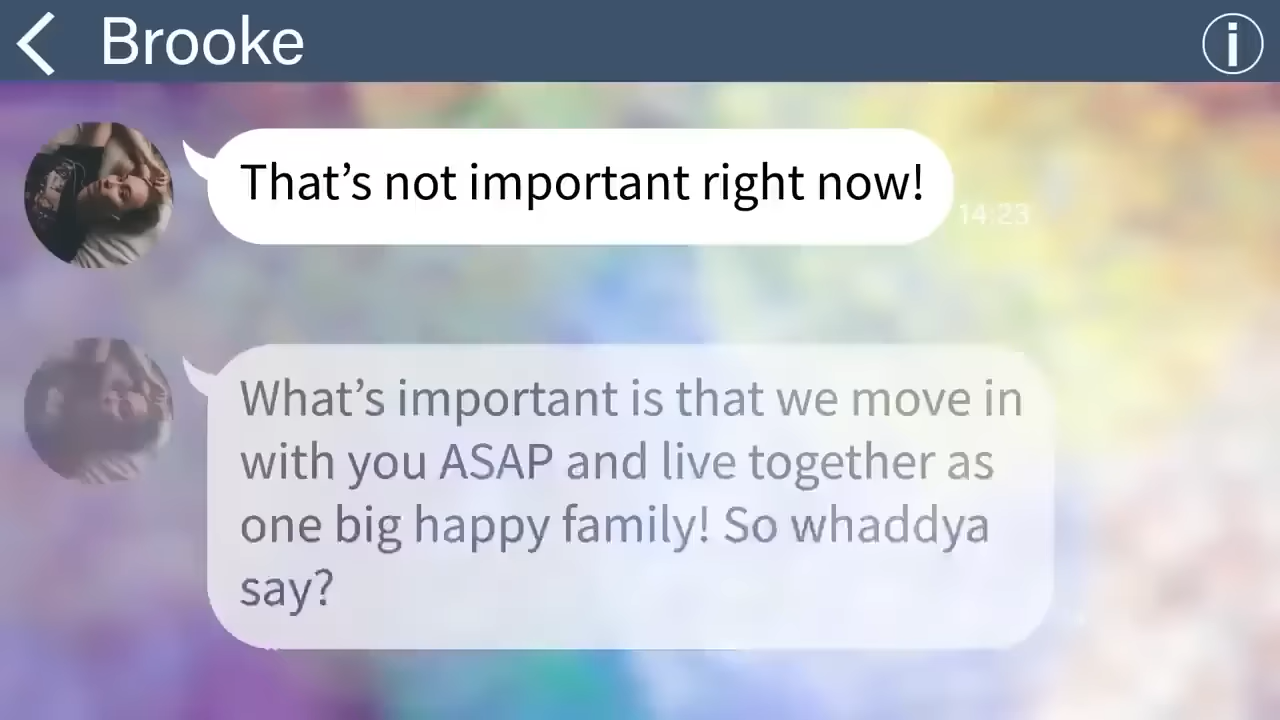 Brooke
That’s not important right now!
14:23
What’s important is that we move in
with you ASAP and live together as
one big happy family! So whaddya
say?